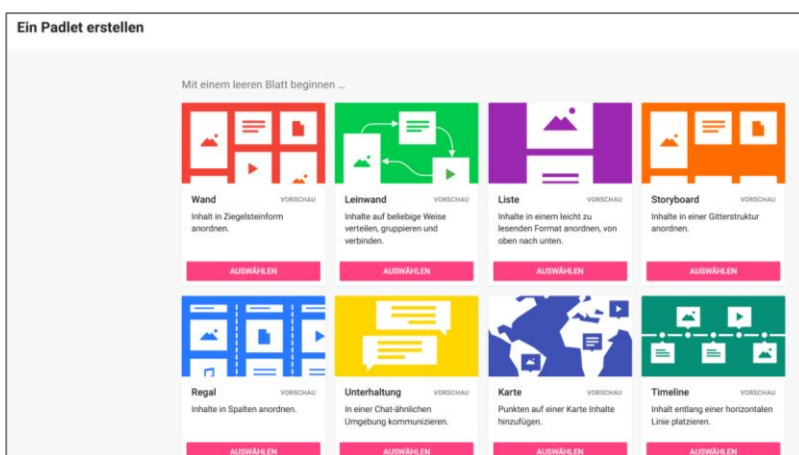 Ein Padlet erstellen
Mit einem leeren Blatt beginnen ...
Wand VORSCHAU
Inhalt in Ziegelsteinform
anordnen.
AUSWÄHLEN
Leinwand VORSCHAU
Inhalte auf beliebige Weise
verteilen, gruppieren und
verbinden.
AUSWÄHLEN
Liste VORSCHAU
Inhalte in einem leicht zu
lesenden Format anordnen, von
oben nach unten.
AUSWÄHLEN
Storyboard VORSCHAU
Inhalte in einer Gitterstruktur
anordnen.
AUSWÄHLEN
Regal VORSCHAU
Inhalte in Spalten anordnen.
AUSWÄHLEN
Unterhaltung VORSCHAU
In einer Chat-ähnlichen
Umgebung kommunizieren.
AUSWÄHLEN
Karte VORSCHAU
Punkten auf einer Karte Inhalte
hinzufügen.
AUSWÄHLEN
Timeline VORSCHAU
Inhalt entlang einer horizontalen
Linie platzieren.
AUSWÄHLEN